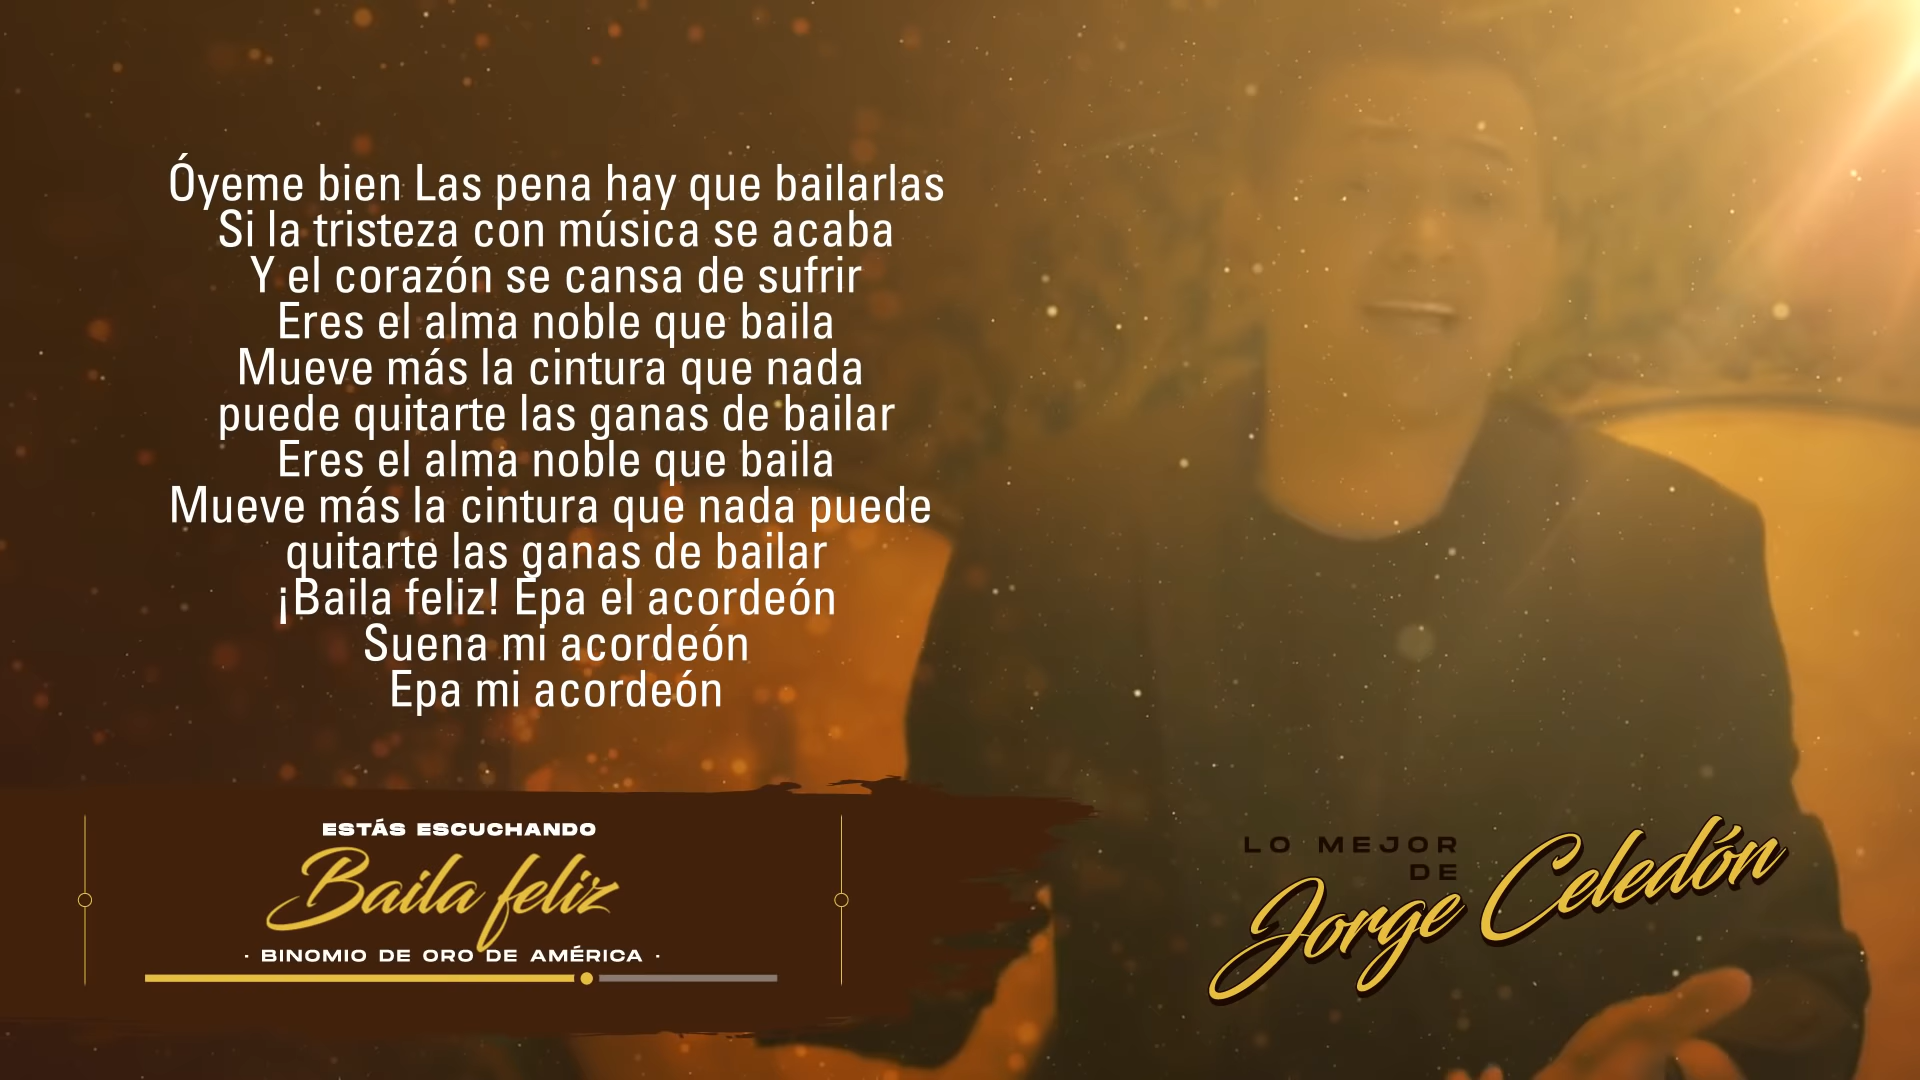 Óyeme bien Las pena hay que bailarlas
Si la tristeza con música se acaba
Y el corazón se cansa de sufrir
Eres el alma noble que baila
Mueve más la cintura que nada
puede quitarte las ganas de bailar
Eres el alma noble que baila
Mueve más la cintura que nada puede
quitarte las ganas de bailar
¡Baila feliz! Epa el acordeón
Suena mi acordeón
Epa mi acordeón
ESTÁS ESCUCHANDO
Baila feliz
· BINOMIO DE ORO DE AMÉRICA ·
LO MEJOR
DE
Jorge Celedón